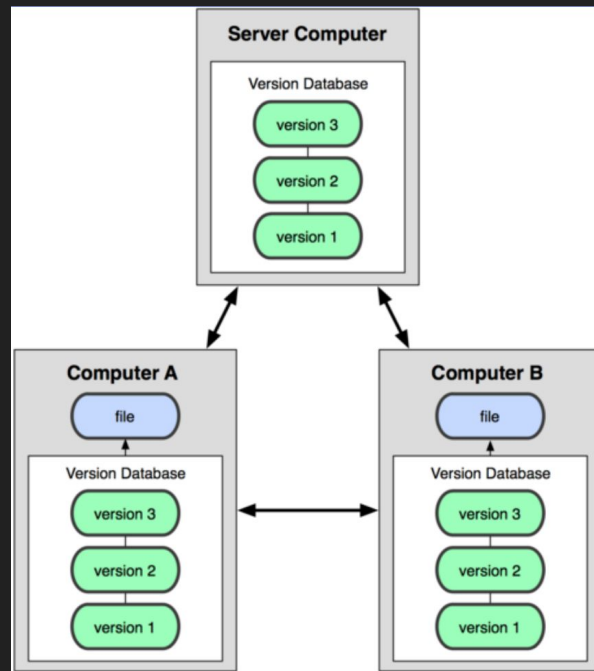 Server Computer
Version Database
version 3
version 2
version 1
Computer A
file
Version Database
version 3
version 2
version 1
Computer B
file
Version Database
version 3
version 2
version 1